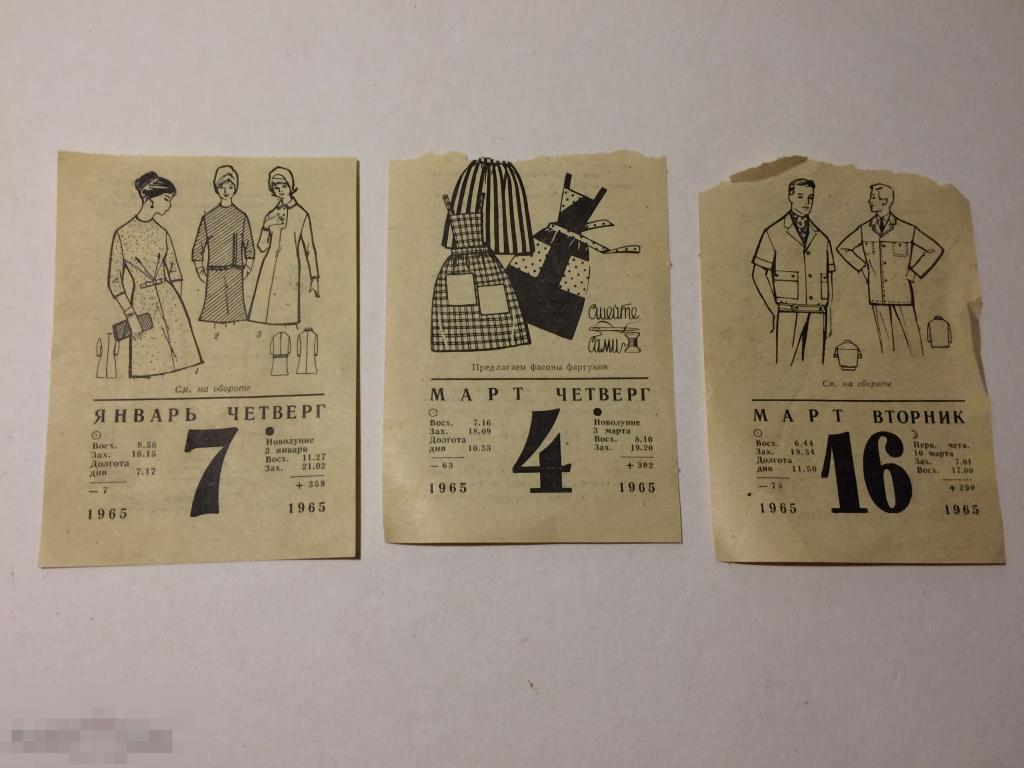 1
2
3
См. на обороте
ЯНВАРЬ ЧЕТВЕРГ
Восх. 8.58
Зах. 16.15
Долгота
дня 7.17
— 7
1965
7
Новолуние
3 января
Восх. 11.27
Зах. 21.02
+ 358
1965
Сшейте
сами
Предлагаем фасоны фартуков
МАРТ ЧЕТВЕРГ
Восх. 7.16
Зах. 18.09
Долгота
дня 10.53
— 63
1965
4
Новолуние
3 марта
Восх. 8.10
Зах. 19.20
+ 302
1965
См. на обороте
МАРТ ВТОРНИК
Восх. 6.44
Зах. 18.34
Долгота
дня 11.50
— 75
1965
16
Перв. четв.
10 марта
Зах. 7.01
Восх. 17.00
+ 290
1965